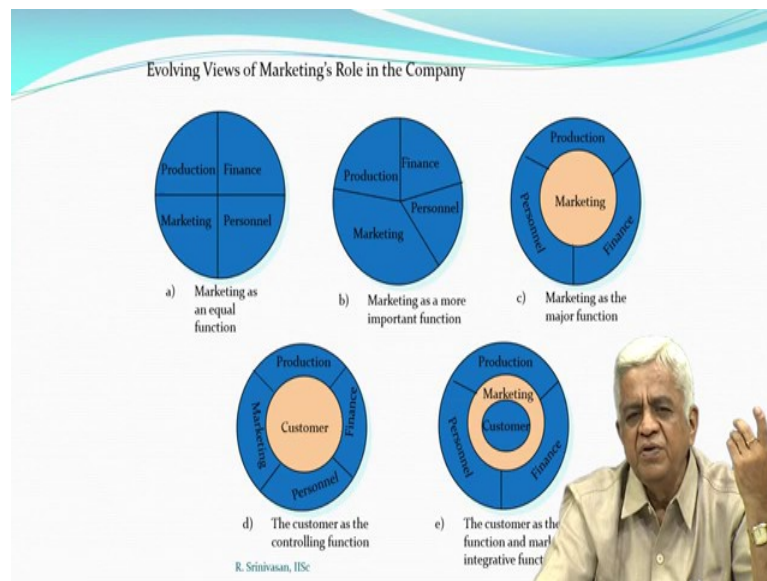 Evolving Views of Marketing's Role in the Company
Production
Finance
Marketing
Personnel
a) Marketing as
an equal
function
Production
Finance
Personnel
Marketing
b) Marketing as a more
important function
Production
Personnel
Marketing
Finance
c) Marketing as the
major function
Production
Marketing
Customer
Finance
Personnel
d) The customer as the
controlling function
Production
Marketing
Customer
Personnel
Finance
e) The customer as the
function and
integrative
R. Srinivasan, IISc